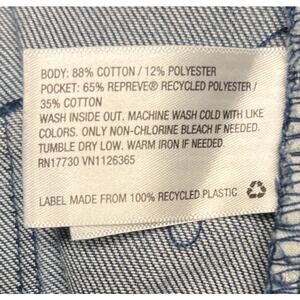 BODY: 88% COTTON / 12% POLYESTER
POCKET: 65% REPREVE® RECYCLED POLYESTER /
35% COTTON
WASH INSIDE OUT. MACHINE WASH COLD WITH LIKE
COLORS. ONLY NON-CHLORINE BLEACH IF NEEDED.
TUMBLE DRY LOW. WARM IRON IF NEEDED.
RN17730 VN1126365
LABEL MADE FROM 100% RECYCLED PLASTIC